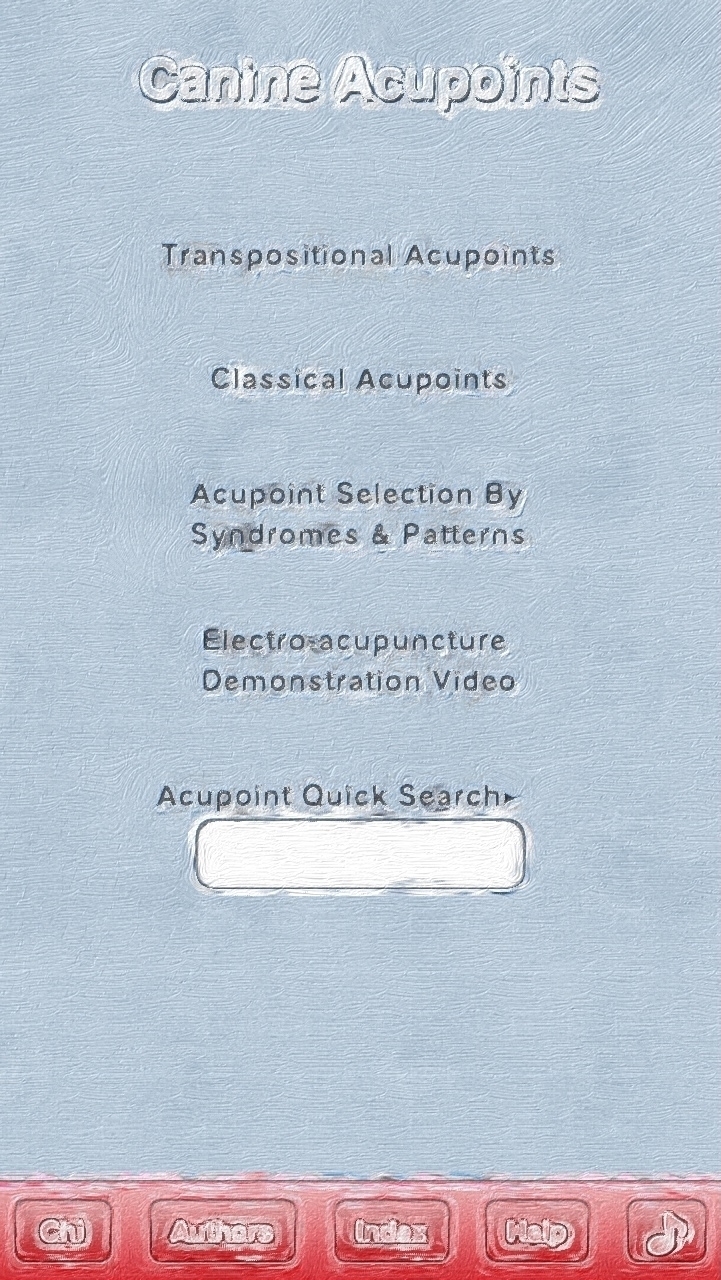 Canine Acupoints
Transpositional Acupoints
Classical Acupoints
Acupoint Selection By
Syndromes & Patterns
Electro-acupuncture
Demonstration Video
Acupoint Quick Search▸
Chi
Authors
Index
Help